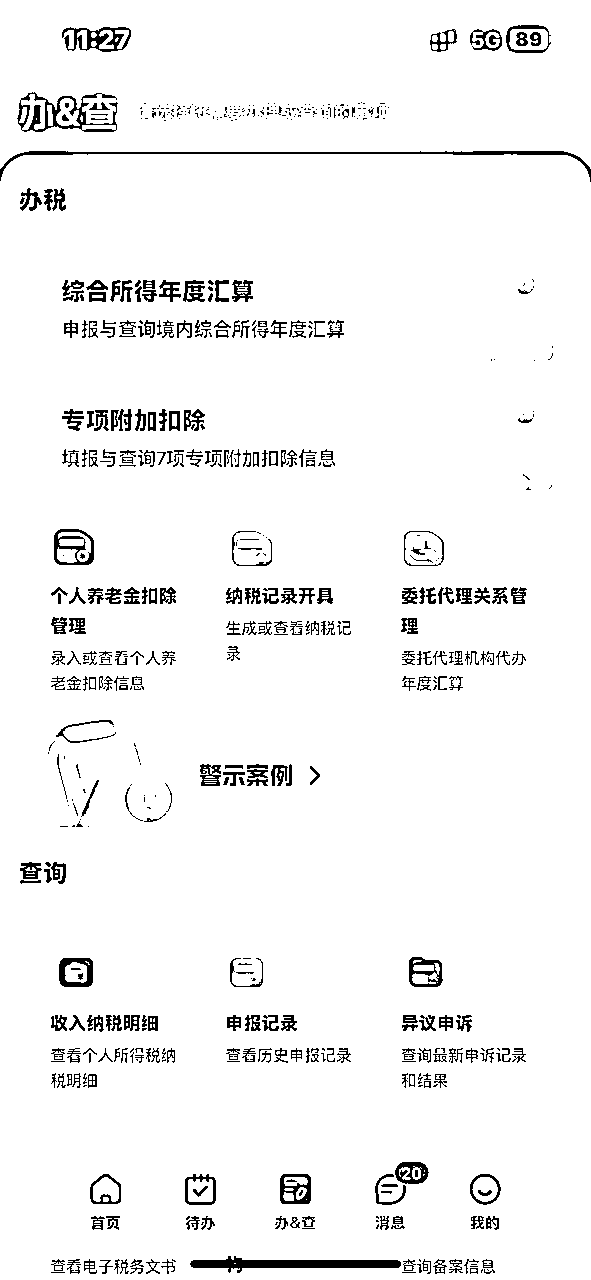 11:27
5G 89
办&查
办税
综合所得年度汇算
申报与查询境内综合所得年度汇算
专项附加扣除
填报与查询7项专项附加扣除信息
个人养老金扣除管理
录入或查看个人养老金扣除信息
纳税记录开具
生成或查看纳税记录
委托代理关系管理
委托代理机构代办年度汇算
警示案例
查询
收入纳税明细
查看个人所得税纳税明细
申报记录
查看历史申报记录
异议申诉
查询最新申诉记录和结果
20
首页 待办 办&查 消息 我的
查看电子税务文书
查询备案信息